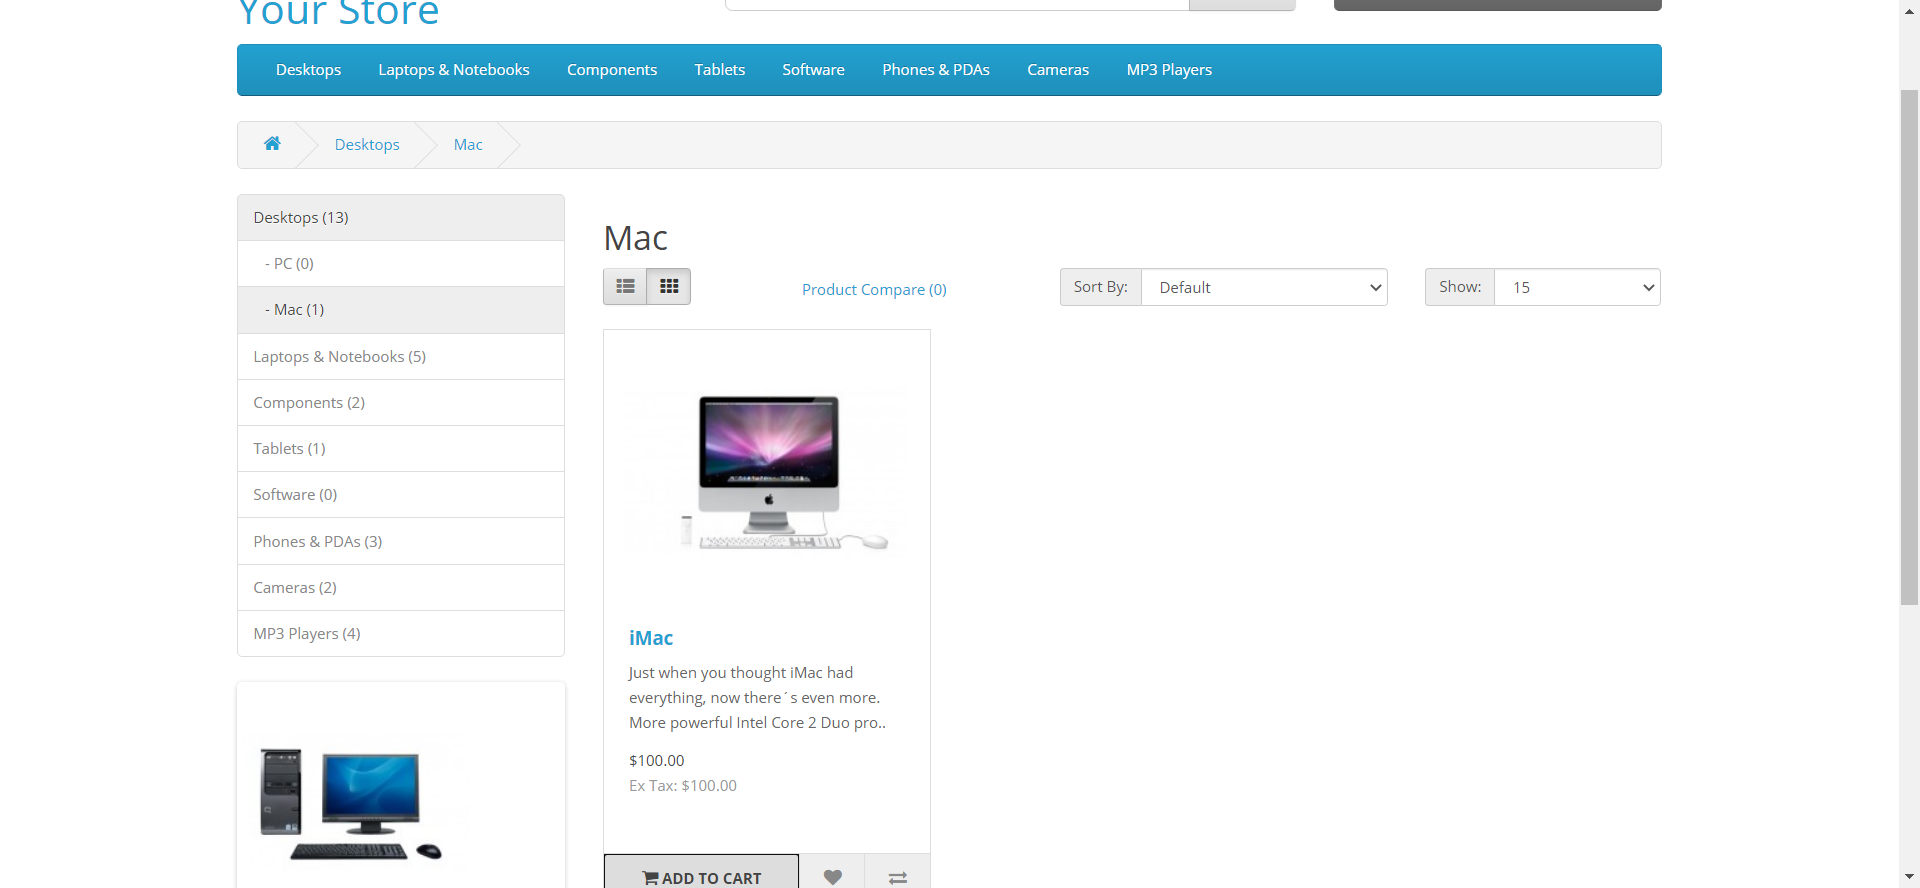 Your Store
Desktops Laptops & Notebooks Components Tablets Software Phones & PDAs Cameras MP3 Players
Desktops Mac
Desktops (13)
- PC (0)
- Mac (1)
Laptops & Notebooks (5)
Components (2)
Tablets (1)
Software (0)
Phones & PDAs (3)
Cameras (2)
MP3 Players (4)
Mac
Product Compare (0) Sort By: Default Show: 15
iMac
Just when you thought iMac had
everything, now there´s even more.
More powerful Intel Core 2 Duo pro..
$100.00
Ex Tax: $100.00
ADD TO CART